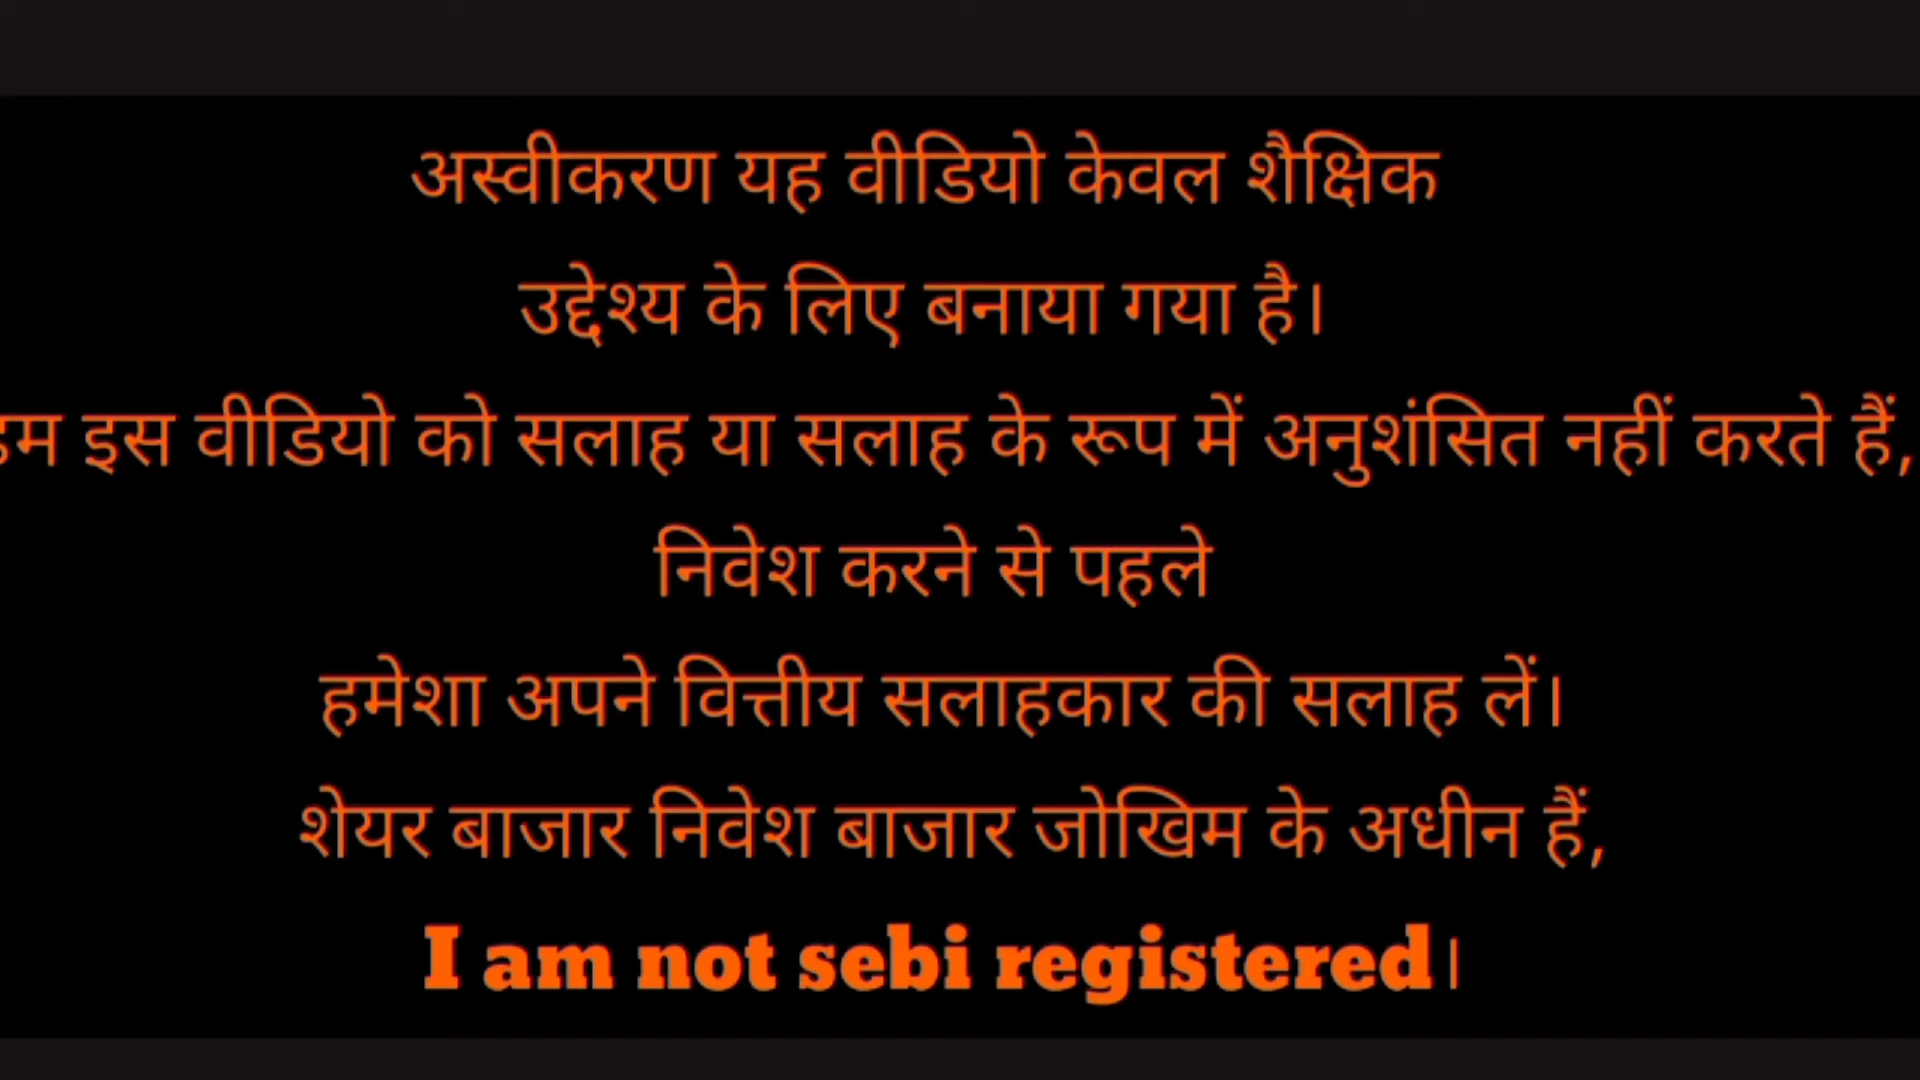 अस्वीकरण यह वीडियो केवल शैक्षिक
उद्देश्य के लिए बनाया गया है।
इस वीडियो को सलाह या सलाह के रूप में अनुशंसित नहीं करते हैं,
निवेश करने से पहले
हमेशा अपने वित्तीय सलाहकार की सलाह लें।
शेयर बाजार निवेश बाजार जोखिम के अधीन हैं,
I am not sebi registered।